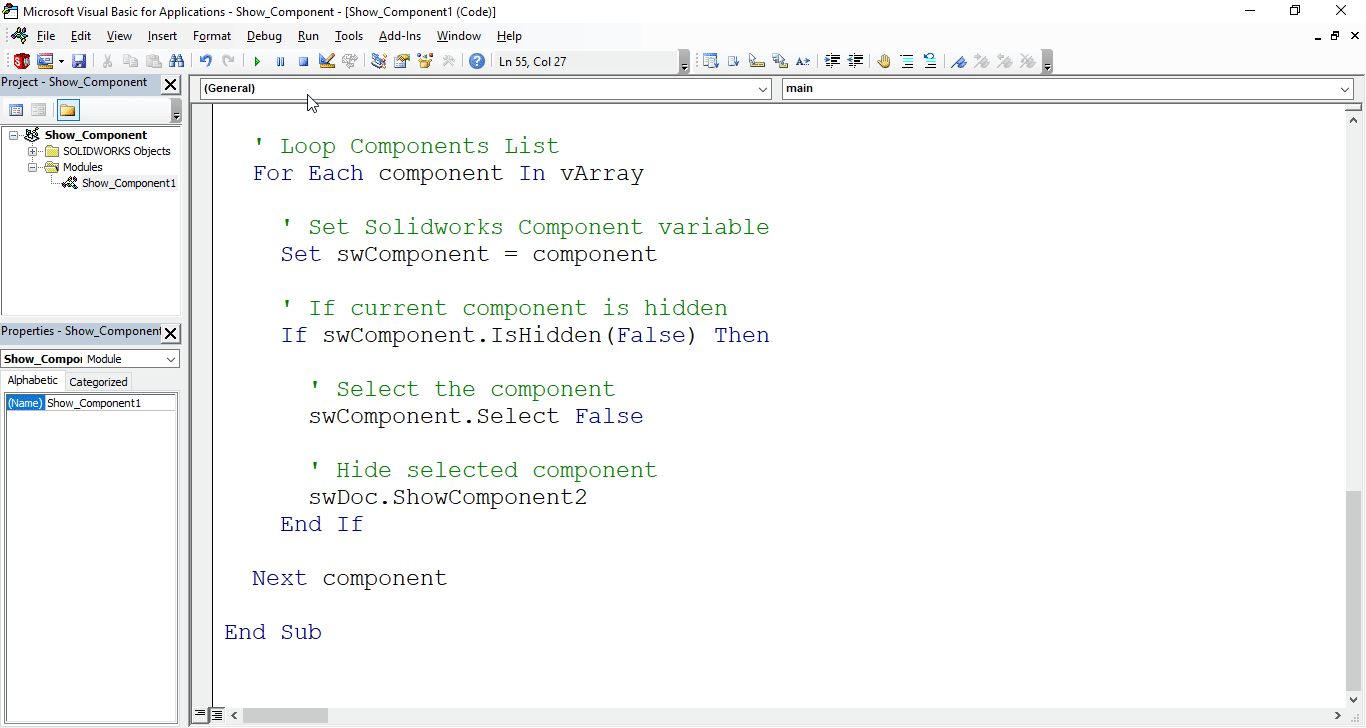 Microsoft Visual Basic for Applications - Show_Component - [Show_Component1 (Code)]
File Edit View Insert Format Debug Run Tools Add-Ins Window Help
Ln 55, Col 27
Project - Show_Component
Show_Component
SOLIDWORKS Objects
Modules
Show_Component1
Properties - Show_Component
Show_Compo Module
Alphabetic Categorized
(Name) Show_Component1
(General) main
' Loop Components List
For Each component In vArray
' Set Solidworks Component variable
Set swComponent = component
' If current component is hidden
If swComponent.IsHidden(False) Then
' Select the component
swComponent.Select False
' Hide selected component
swDoc.ShowComponent2
End If
Next component
End Sub